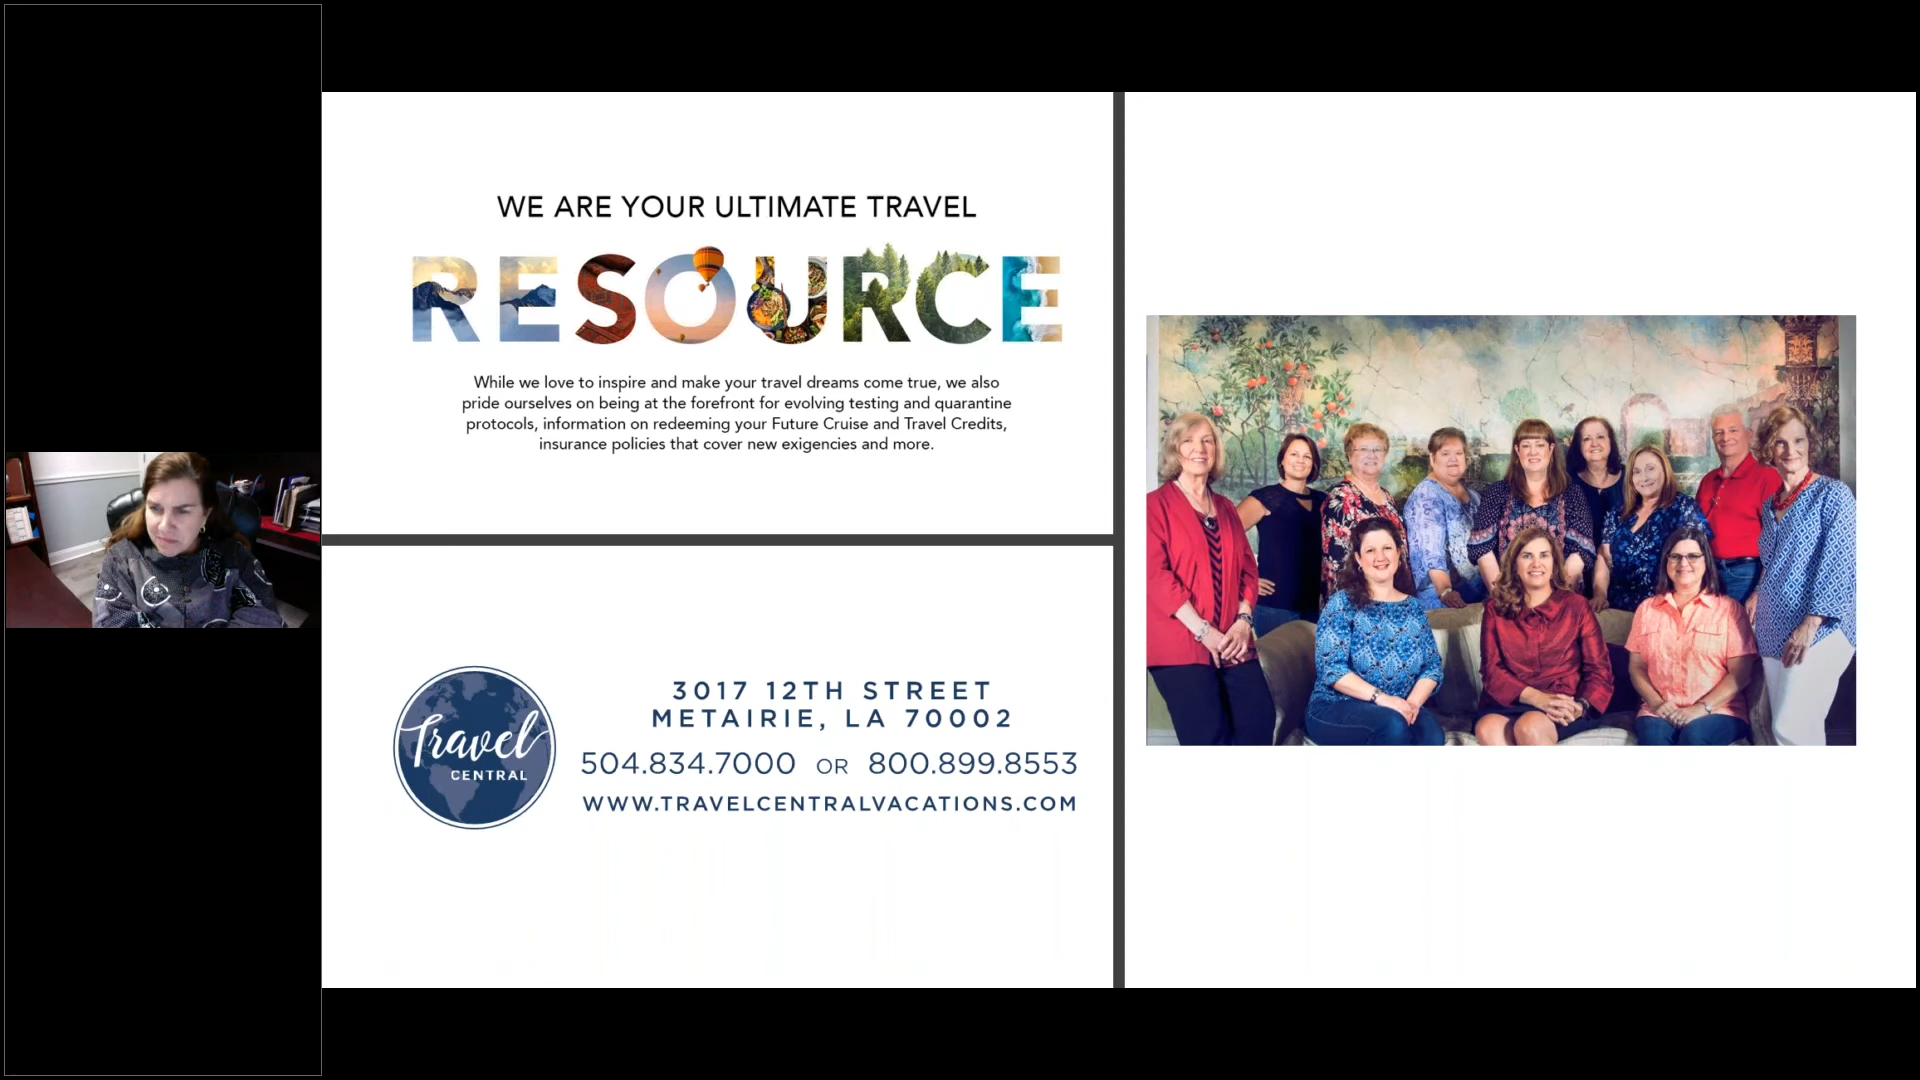 WE ARE YOUR ULTIMATE TRAVEL
RESOURCE
While we love to inspire and make your travel dreams come true, we also
pride ourselves on being at the forefront for evolving testing and quarantine
protocols, information on redeeming your Future Cruise and Travel Credits,
insurance policies that cover new exigencies and more.
Travel
CENTRAL
3017 12TH STREET
METAIRIE, LA 70002
504.834.7000 OR 800.899.8553
WWW.TRAVELCENTRALVACATIONS.COM